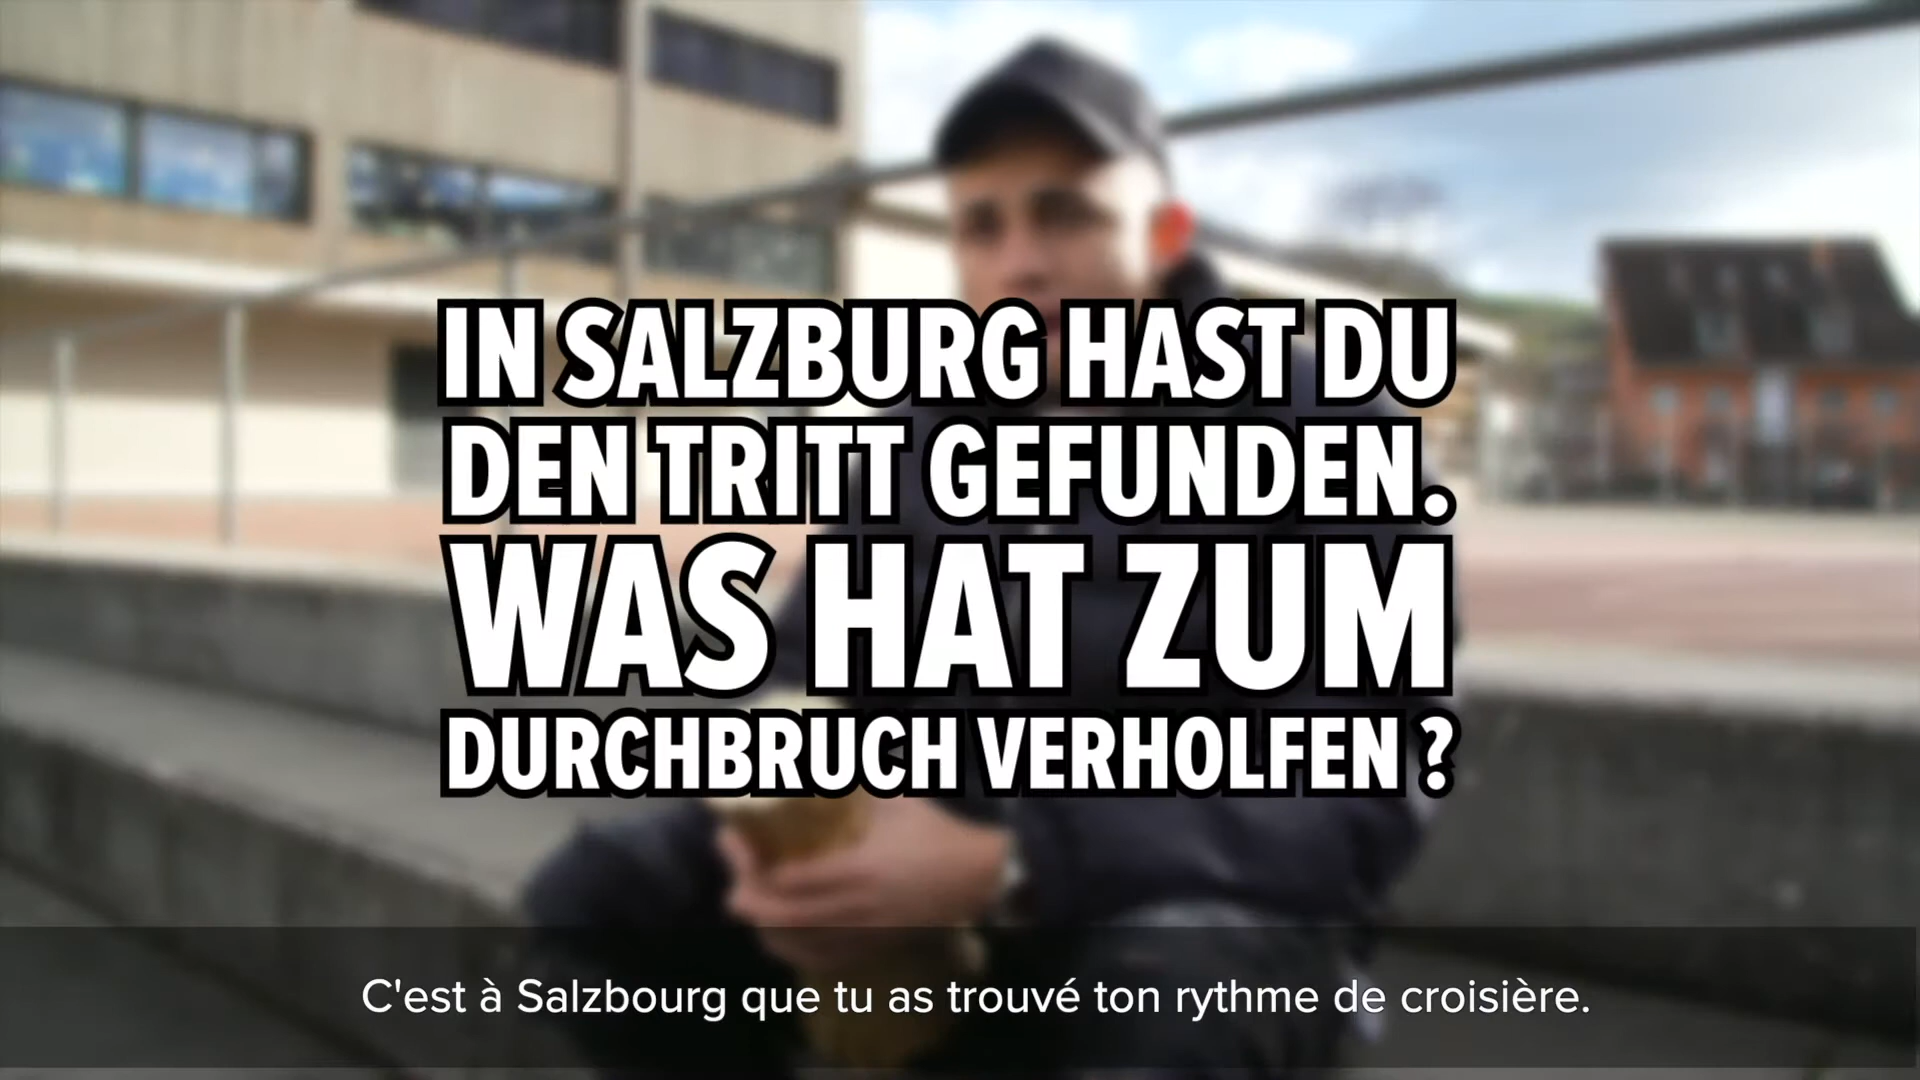 IN SALZBURG HAST DU
DEN TRITT GEFUNDEN.
WAS HAT ZUM
DURCHBRUCH VERHOLFEN ?
C'est à Salzbourg que tu as trouvé ton rythme de croisière.